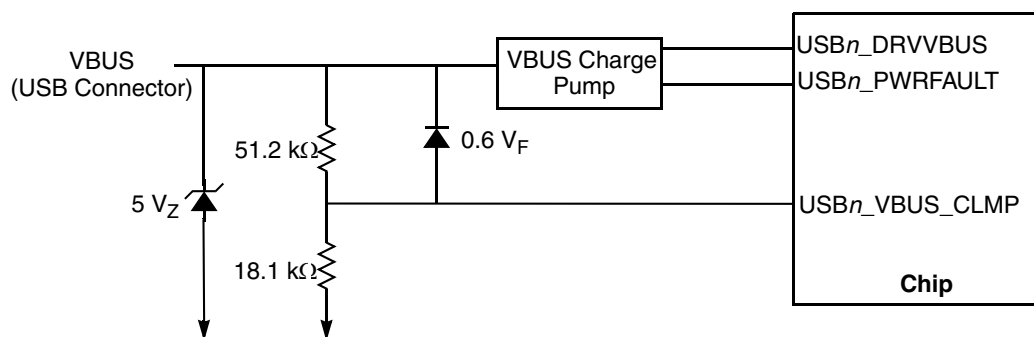 VBUS
(USB Connector)
VBUS Charge
Pump
USBn_DRVVBUS
USBn_PWRFAULT
51.2 kΩ
0.6 VF
5 VZ
USBn_VBUS_CLMP
18.1 kΩ
Chip